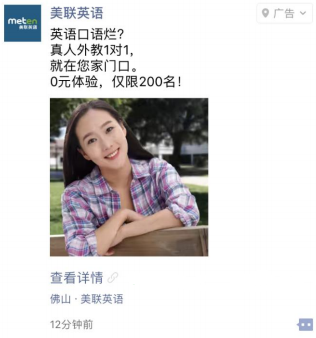 meten
美联英语
美联英语
广告
英语口语烂?
真人外教1对1,
就在您家门口。
0元体验，仅限200名!
查看详情
佛山·美联英语
12分钟前